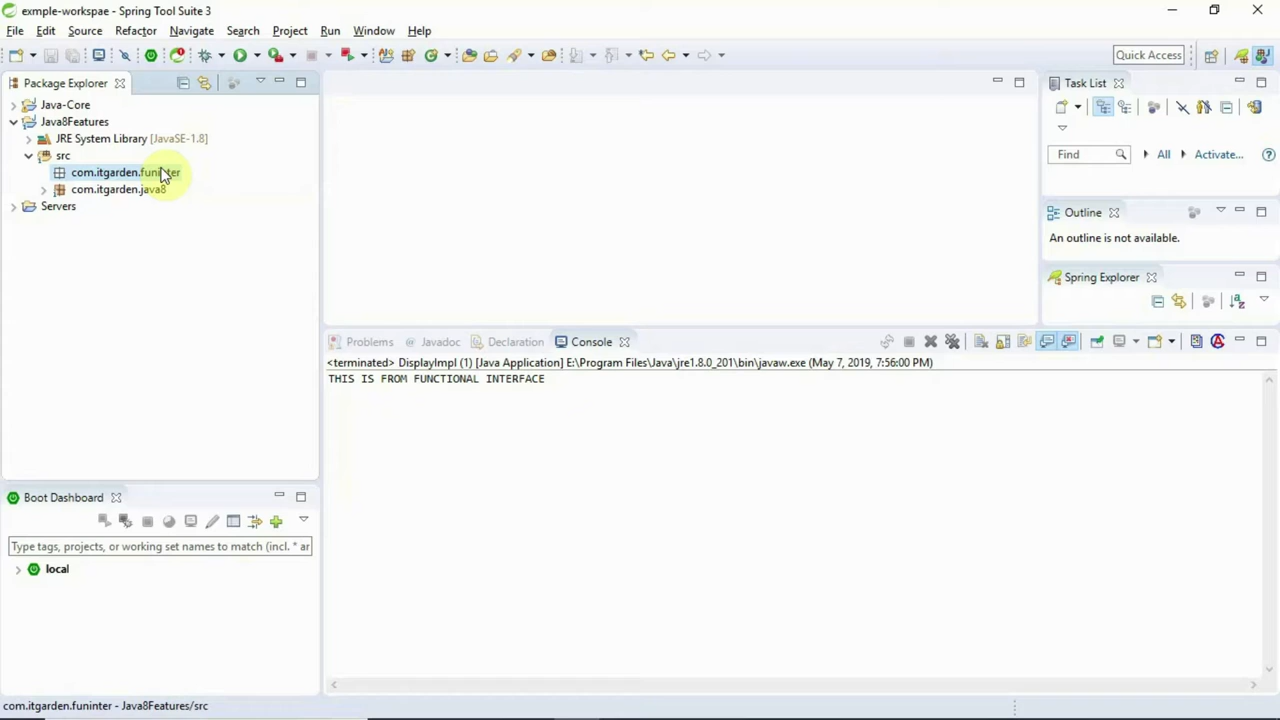 exmple-workspae - Spring Tool Suite 3
File Edit Source Refactor Navigate Search Project Run Window Help
Quick Access
Package Explorer
Java-Core
Java8Features
JRE System Library [JavaSE-1.8]
src
com.itgarden.funinter
com.itgarden.java8
Servers
Task List
Find
All
Activate...
Outline
An outline is not available.
Spring Explorer
Problems Javadoc Declaration Console
<terminated> DisplayImpl (1) [Java Application] E:\Program Files\Java\jre1.8.0_201\bin\javaw.exe (May 7, 2019, 7:56:00 PM)
THIS IS FROM FUNCTIONAL INTERFACE
Boot Dashboard
Type tags, projects, or working set names to match (incl. * ar
local
com.itgarden.funinter - Java8Features/src